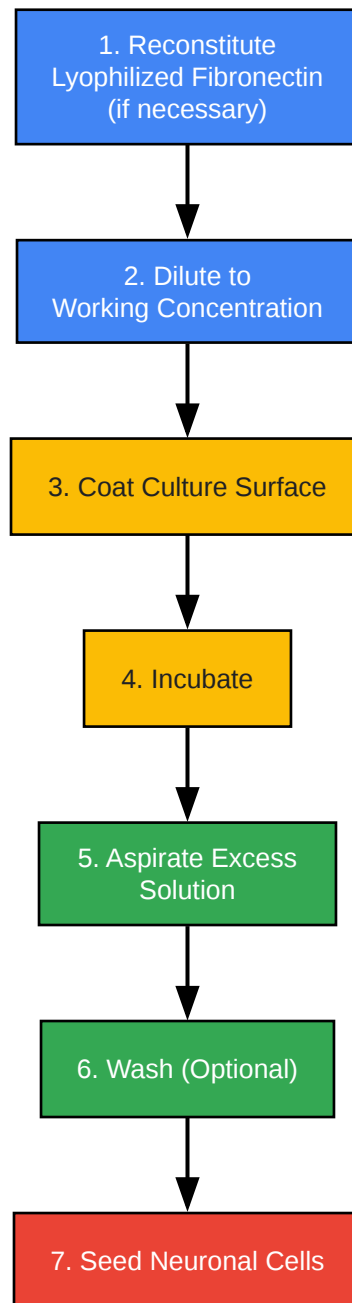 1. Reconstitute
Lyophilized Fibronectin
(if necessary)
2. Dilute to
Working Concentration
3. Coat Culture Surface
4. Incubate
5. Aspirate Excess
Solution
6. Wash (Optional)
7. Seed Neuronal Cells